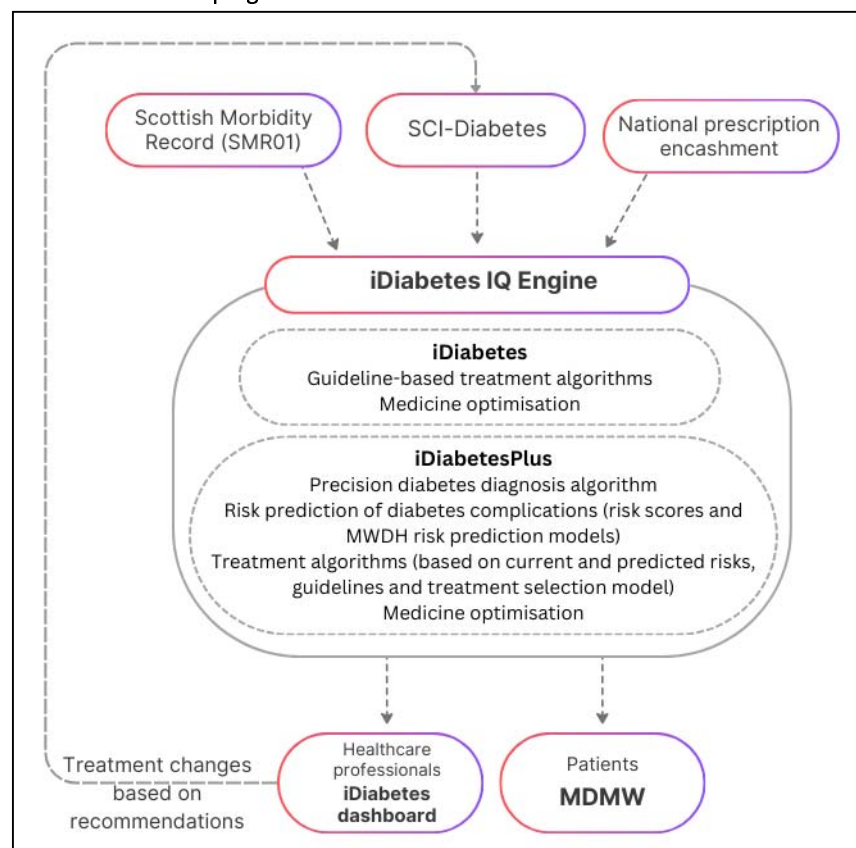 Scottish Morbidity
Record (SMR01)
SCI-Diabetes
National prescription
encashment
iDiabetes IQ Engine
iDiabetes
Guideline-based treatment algorithms
Medicine optimisation
iDiabetesPlus
Precision diabetes diagnosis algorithm
Risk prediction of diabetes complications (risk scores and
MWDH risk prediction models)
Treatment algorithms (based on current and predicted risks,
guidelines and treatment selection model)
Medicine optimisation
Treatment changes
based on
recommendations
Healthcare
professionals
iDiabetes
dashboard
Patients
MDMW